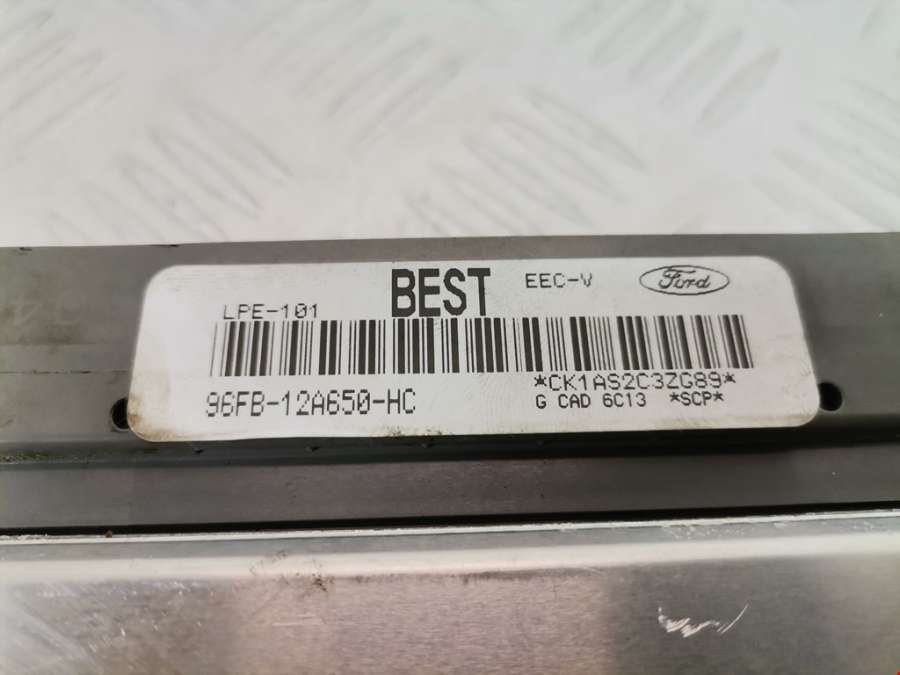 BEST EEC-V Ford
LPE-101
*CK1AS2C3ZG89*
96FB-12A650-HC G CAD 6C13 *SCP*